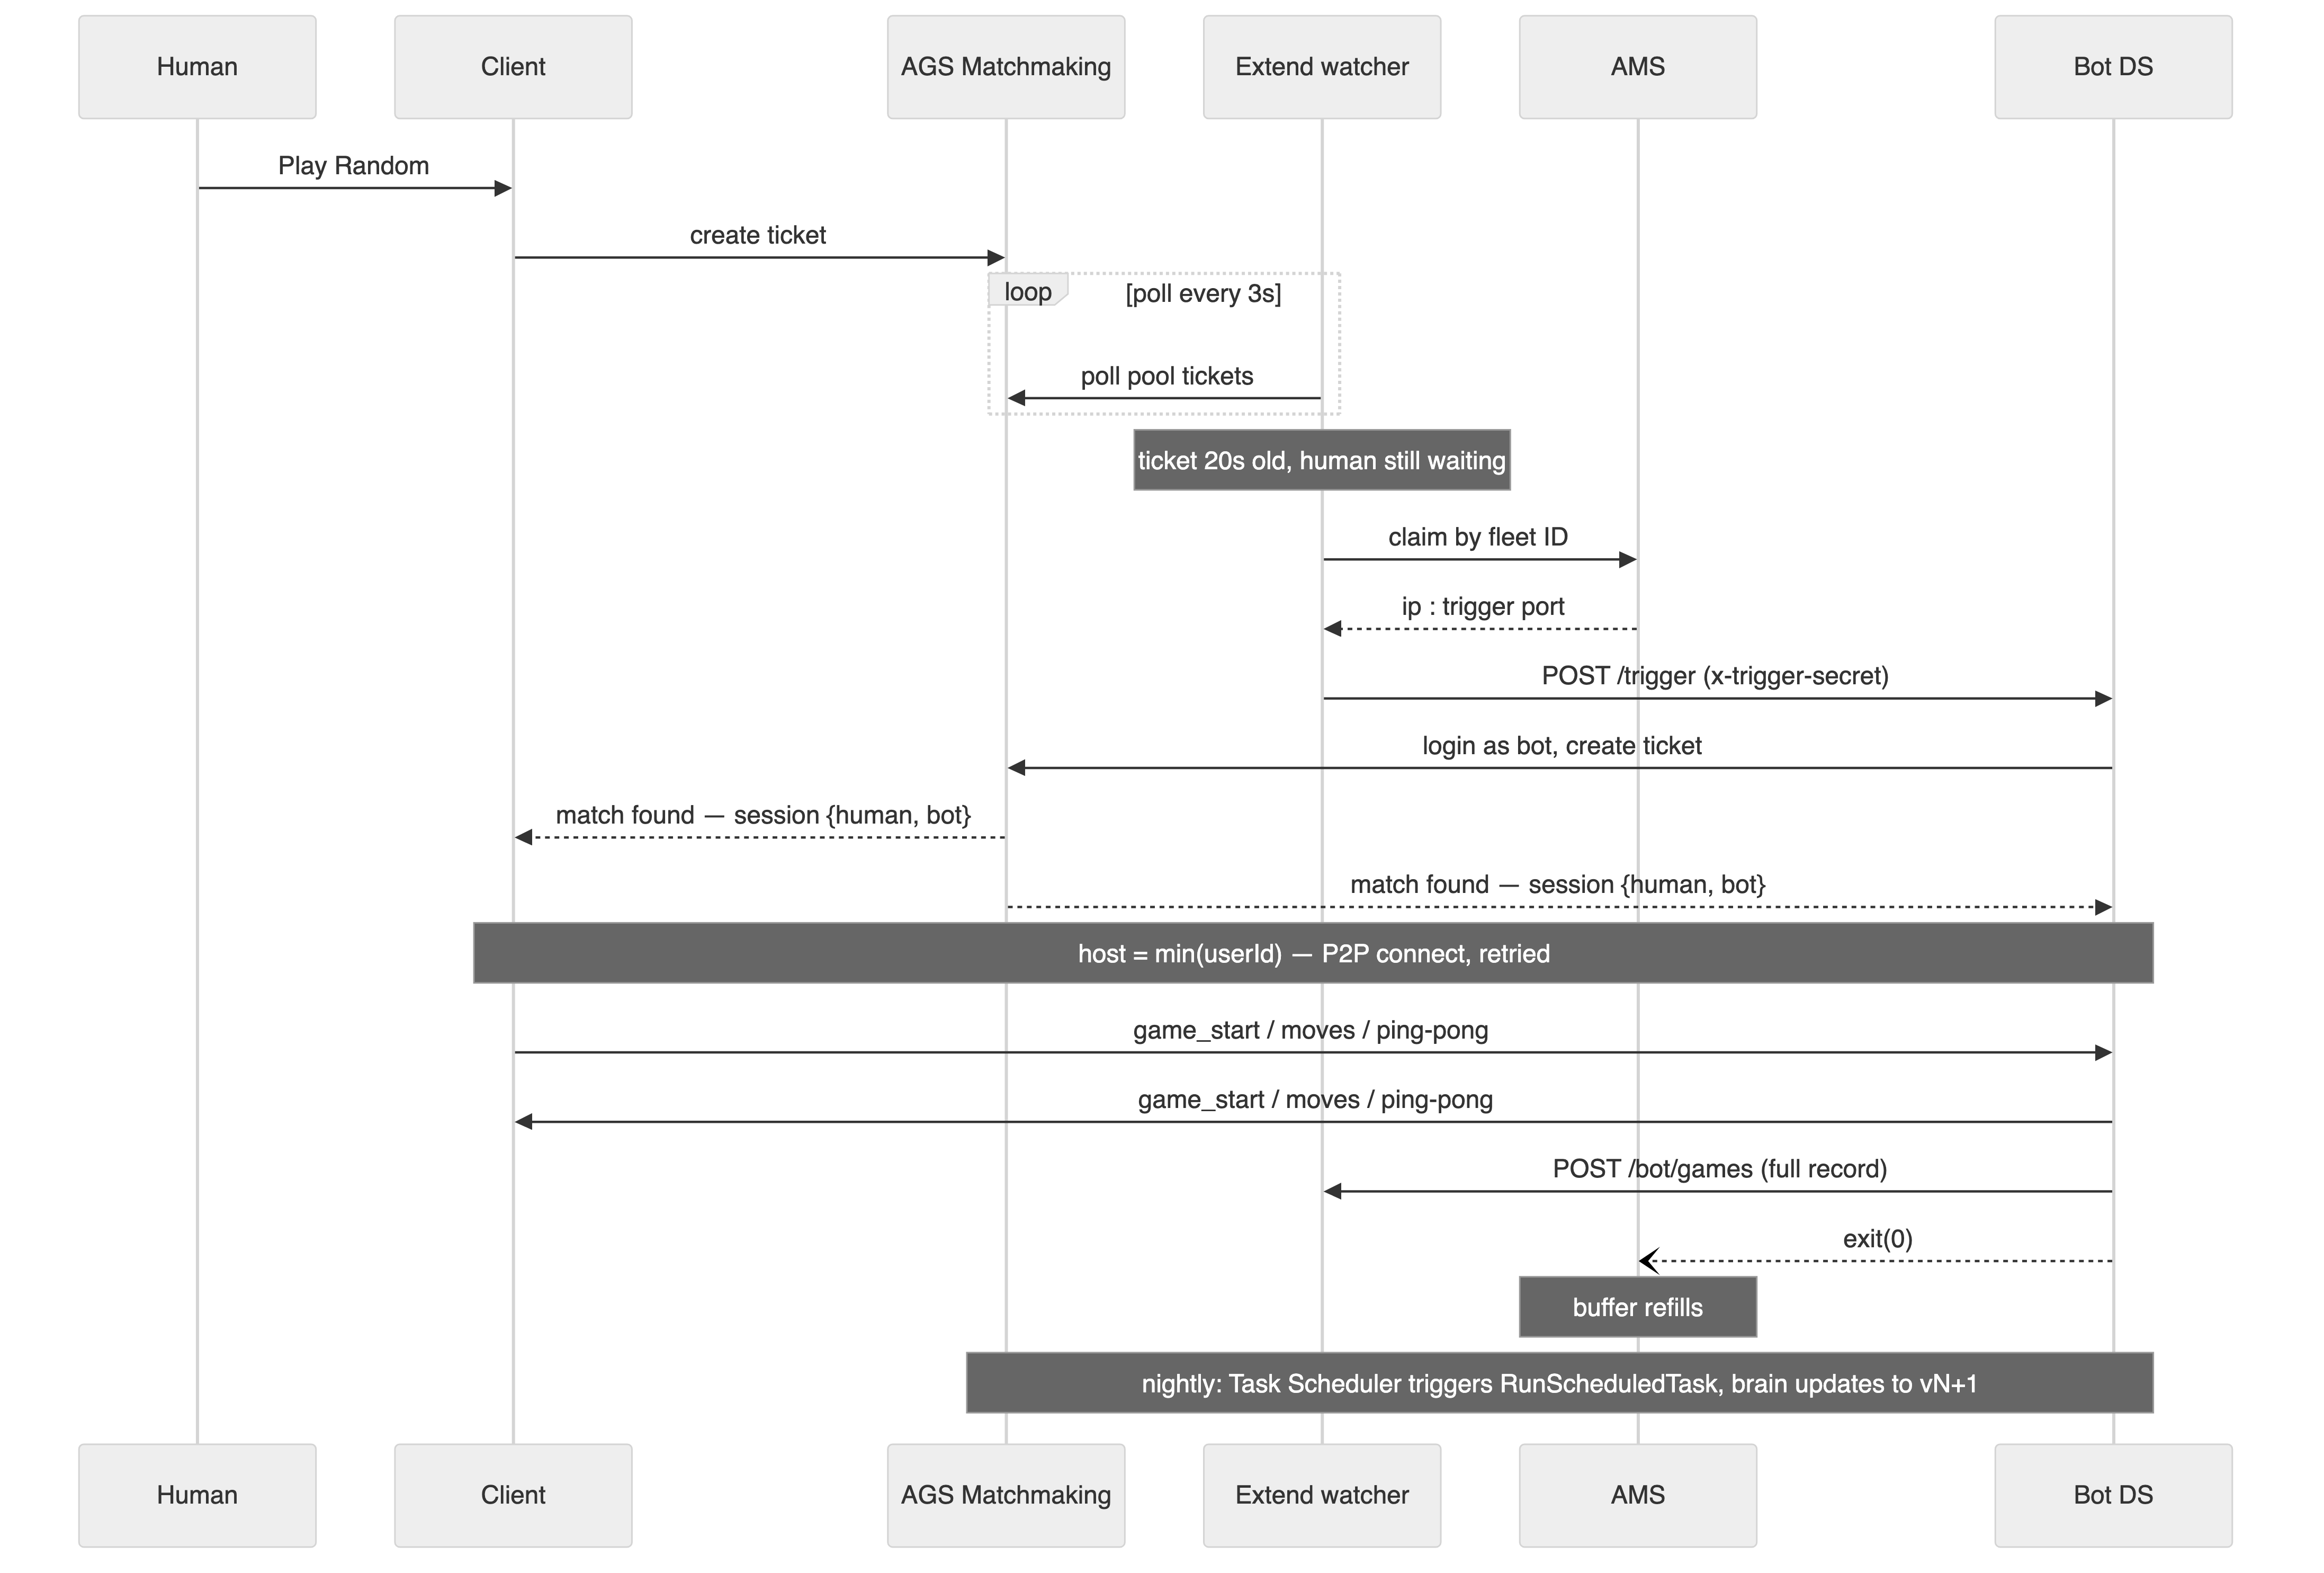 Human
Client
AGS Matchmaking
Extend watcher
AMS
Bot DS
Play Random
create ticket
loop
[poll every 3s]
poll pool tickets
ticket 20s old, human still waiting
claim by fleet ID
ip : trigger port
POST /trigger (x-trigger-secret)
login as bot, create ticket
match found — session {human, bot}
match found — session {human, bot}
host = min(userId) — P2P connect, retried
game_start / moves / ping-pong
game_start / moves / ping-pong
POST /bot/games (full record)
exit(0)
buffer refills
nightly: Task Scheduler triggers RunScheduledTask, brain updates to vN+1
Human
Client
AGS Matchmaking
Extend watcher
AMS
Bot DS